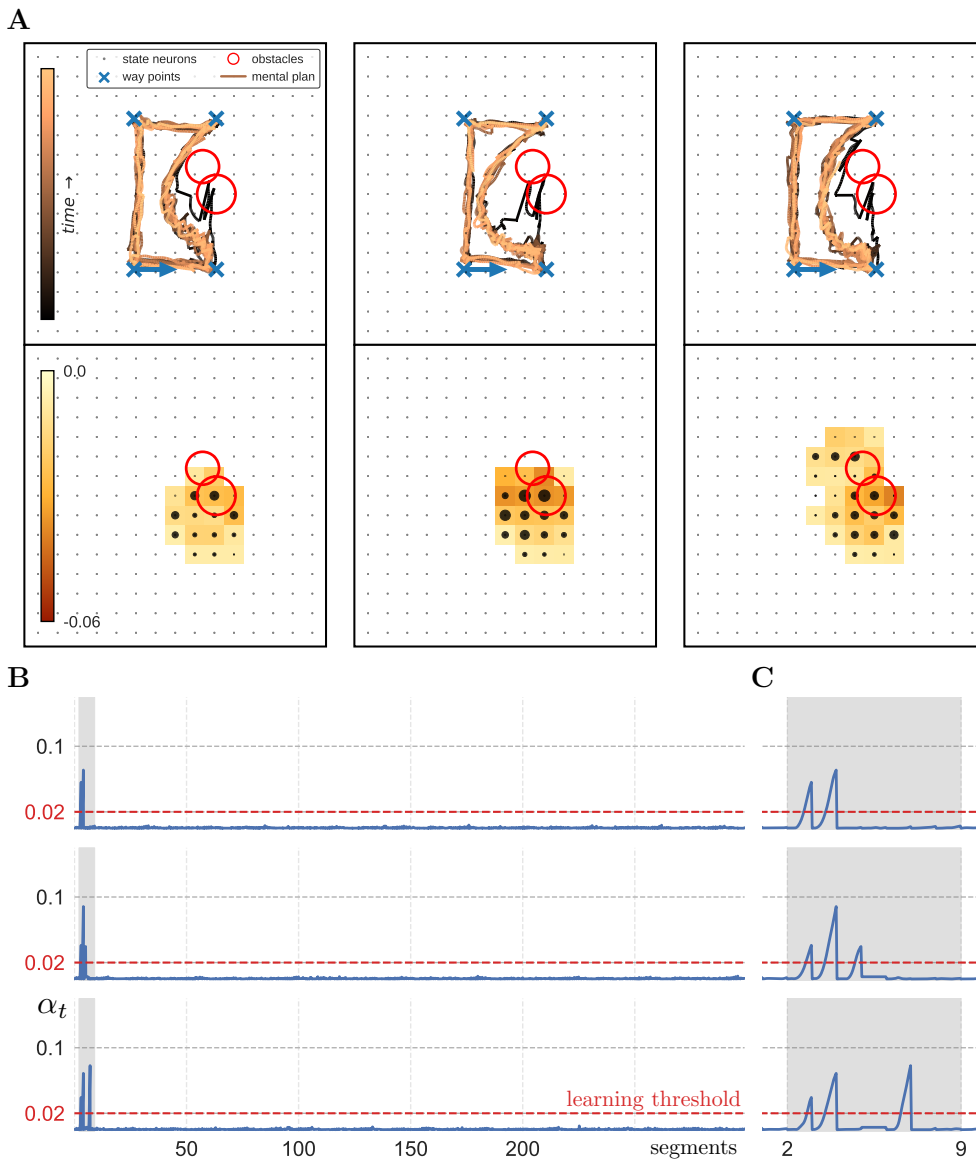 A
state neurons
obstacles
way points
mental plan
time →
0.0
-0.06
B
C
0.1
0.02
0.1
0.02
αt
0.1
learning threshold
0.02
50
100
150
200
segments
2
9